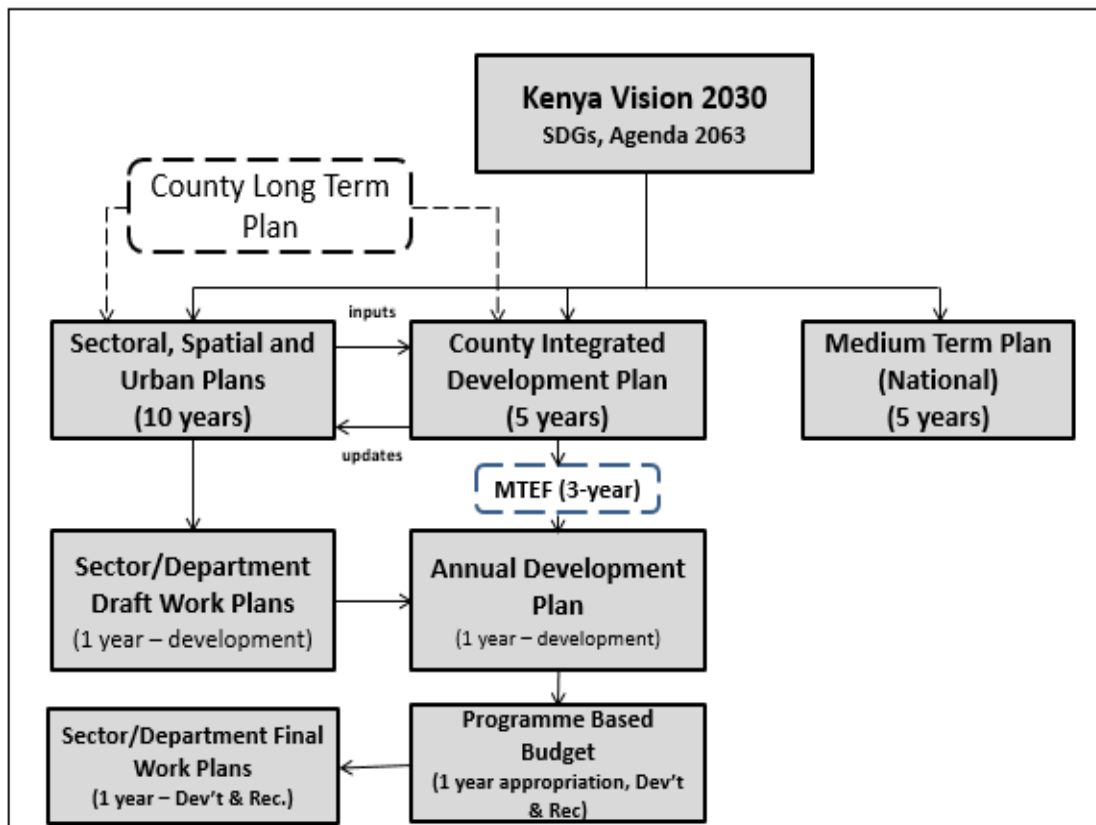 Kenya Vision 2030
SDGs, Agenda 2063
County Long Term
Plan
Sectoral, Spatial and
Urban Plans
(10 years)
inputs
updates
County Integrated
Development Plan
(5 years)
Medium Term Plan
(National)
(5 years)
MTEF (3-year)
Sector/Department
Draft Work Plans
(1 year – development)
Annual Development
Plan
(1 year – development)
Sector/Department Final
Work Plans
(1 year – Dev’t & Rec.)
Programme Based
Budget
(1 year appropriation, Dev’t
& Rec)